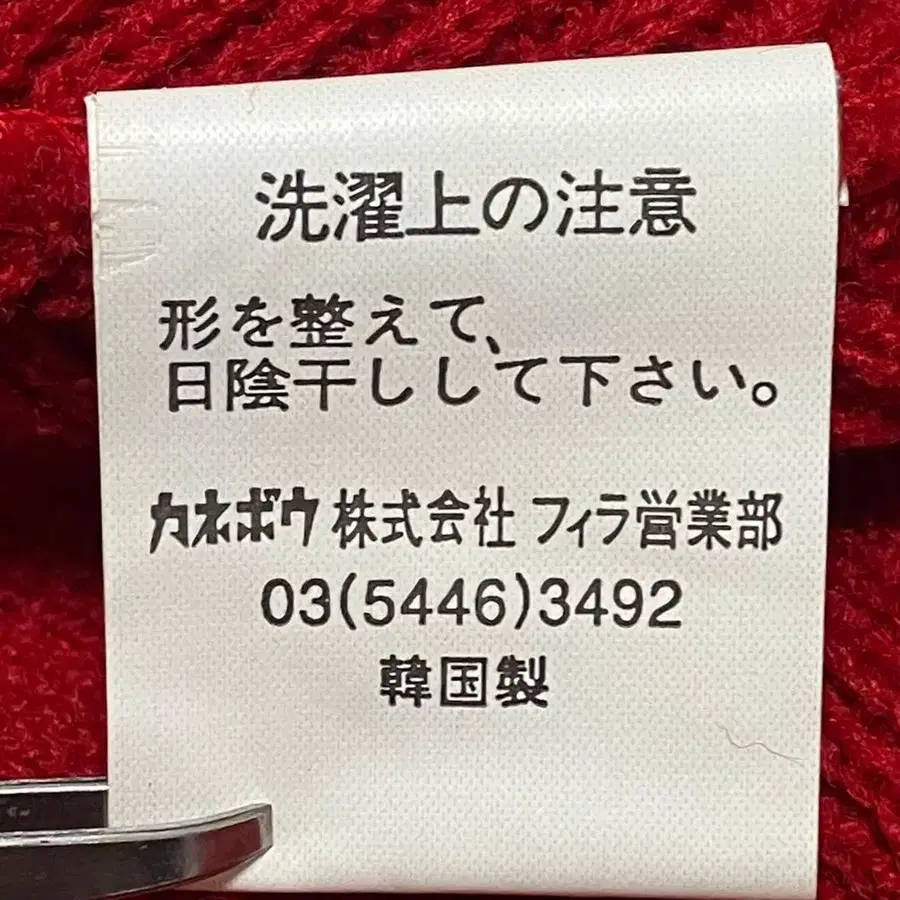 洗濯上の注意
形を整えて、
日陰干しして下さい。
カネボウ 株式会社 フィラ営業部
03(5446)3492
韓国製